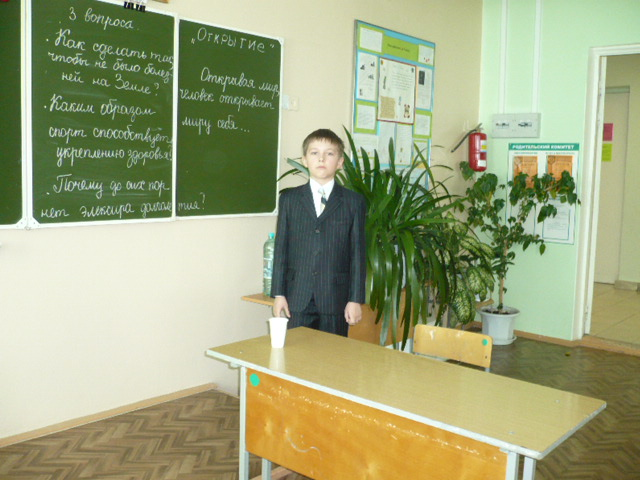 3 вопроса.
. Как сделать так,
чтобы не было болез-
ней на Земле?
. Каким образом
спорт способствует
укреплению здоровья?
. Почему до сих пор
нет элексира долголетия?
"Открытие"
Открывая мир,
человек открывает
миру себя...
РОДИТЕЛЬСКИЙ КОМИТЕТ